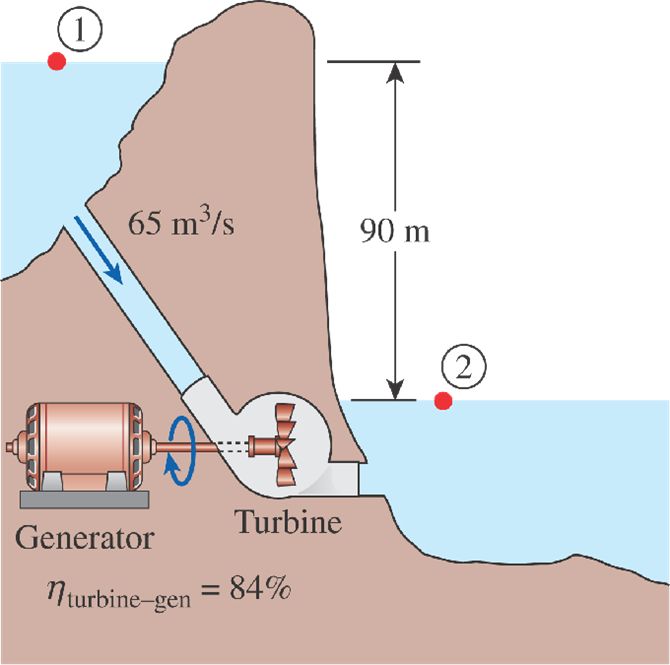 1
65 m³/s
90 m
2
Generator
Turbine
ηturbine–gen = 84%